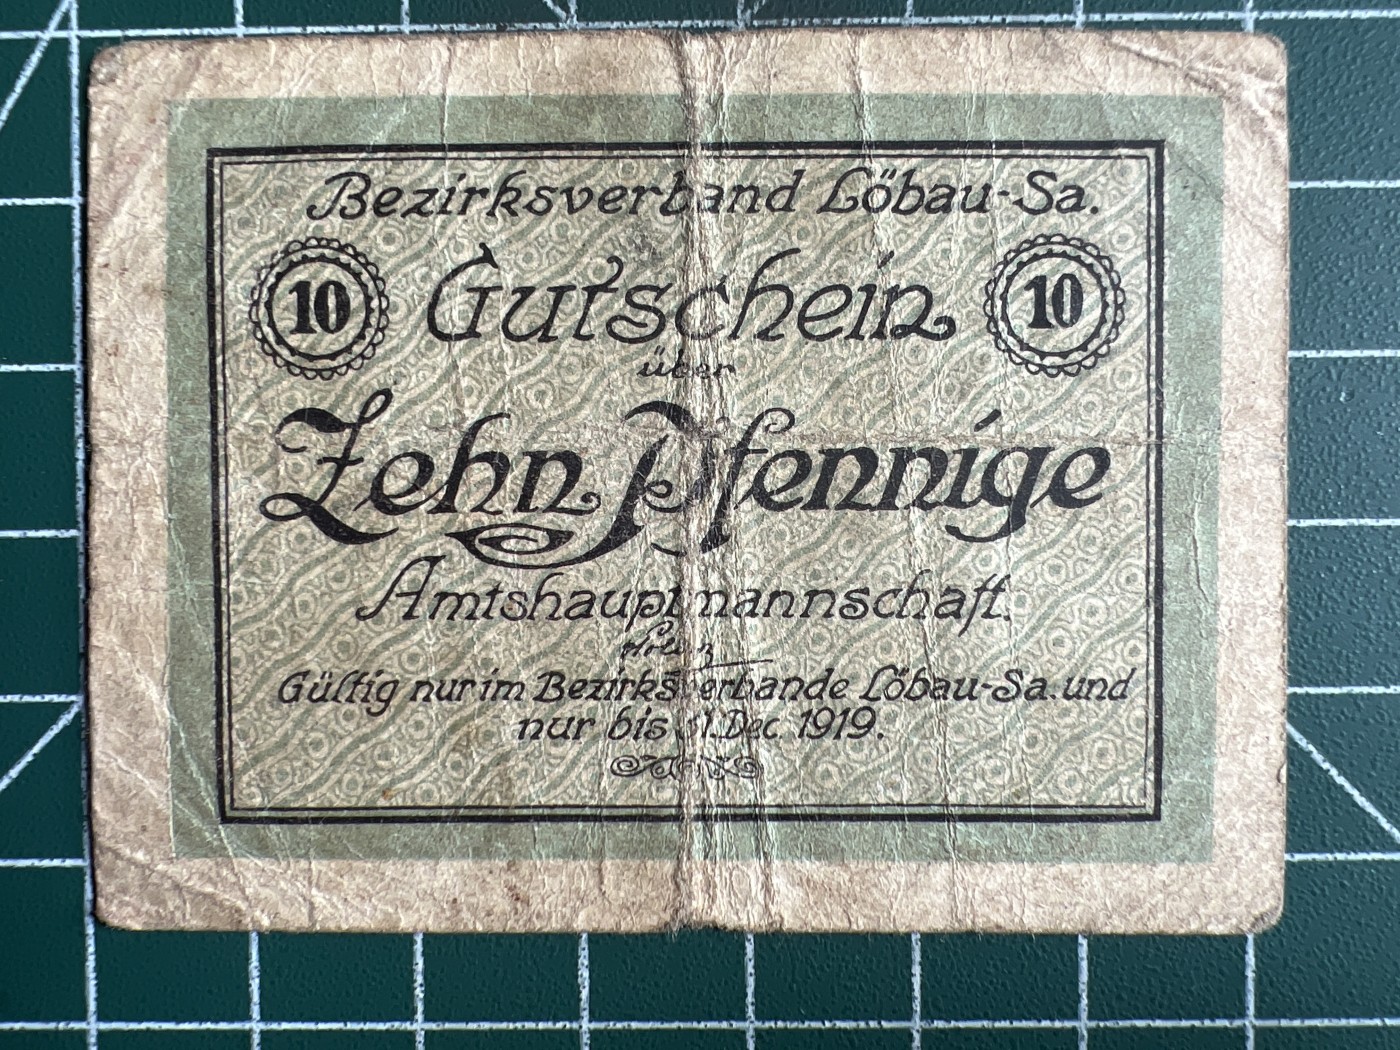 Bezirksverband Löbau-Sa.
10 Gutschein 10
über
Zehn Pfennige
Amtshauptmannschaft.
Gültig nur im Bezirksverbande Löbau-Sa. und
nur bis 31. Dec. 1919.